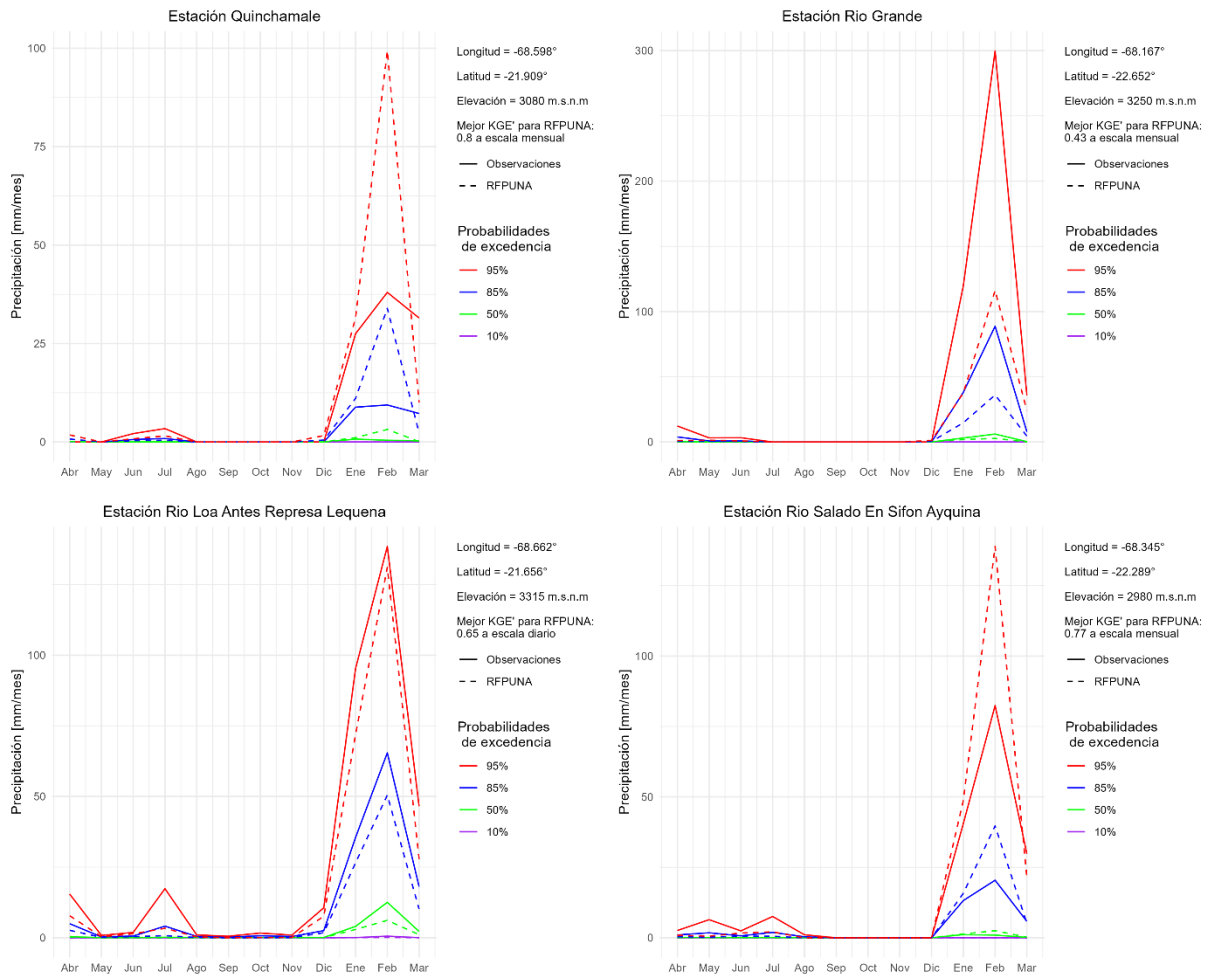 Estación Quinchamale
Precipitación [mm/mes]
100
75
50
25
0
Abr May Jun Jul Ago Sep Oct Nov Dic Ene Feb Mar
Longitud = -68.598°
Latitud = -21.909°
Elevación = 3080 m.s.n.m
Mejor KGE' para RFPUNA:
0.8 a escala mensual
Observaciones
RFPUNA
Probabilidades
de excedencia
95%
85%
50%
10%
Estación Rio Grande
Precipitación [mm/mes]
300
200
100
0
Abr May Jun Jul Ago Sep Oct Nov Dic Ene Feb Mar
Longitud = -68.167°
Latitud = -22.652°
Elevación = 3250 m.s.n.m
Mejor KGE' para RFPUNA:
0.43 a escala mensual
Observaciones
RFPUNA
Probabilidades
de excedencia
95%
85%
50%
10%
Estación Rio Loa Antes Represa Lequena
Precipitación [mm/mes]
100
50
0
Abr May Jun Jul Ago Sep Oct Nov Dic Ene Feb Mar
Longitud = -68.662°
Latitud = -21.656°
Elevación = 3315 m.s.n.m
Mejor KGE' para RFPUNA:
0.65 a escala diario
Observaciones
RFPUNA
Probabilidades
de excedencia
95%
85%
50%
10%
Estación Rio Salado En Sifon Ayquina
Precipitación [mm/mes]
100
50
0
Abr May Jun Jul Ago Sep Oct Nov Dic Ene Feb Mar
Longitud = -68.345°
Latitud = -22.289°
Elevación = 2980 m.s.n.m
Mejor KGE' para RFPUNA:
0.77 a escala mensual
Observaciones
RFPUNA
Probabilidades
de excedencia
95%
85%
50%
10%